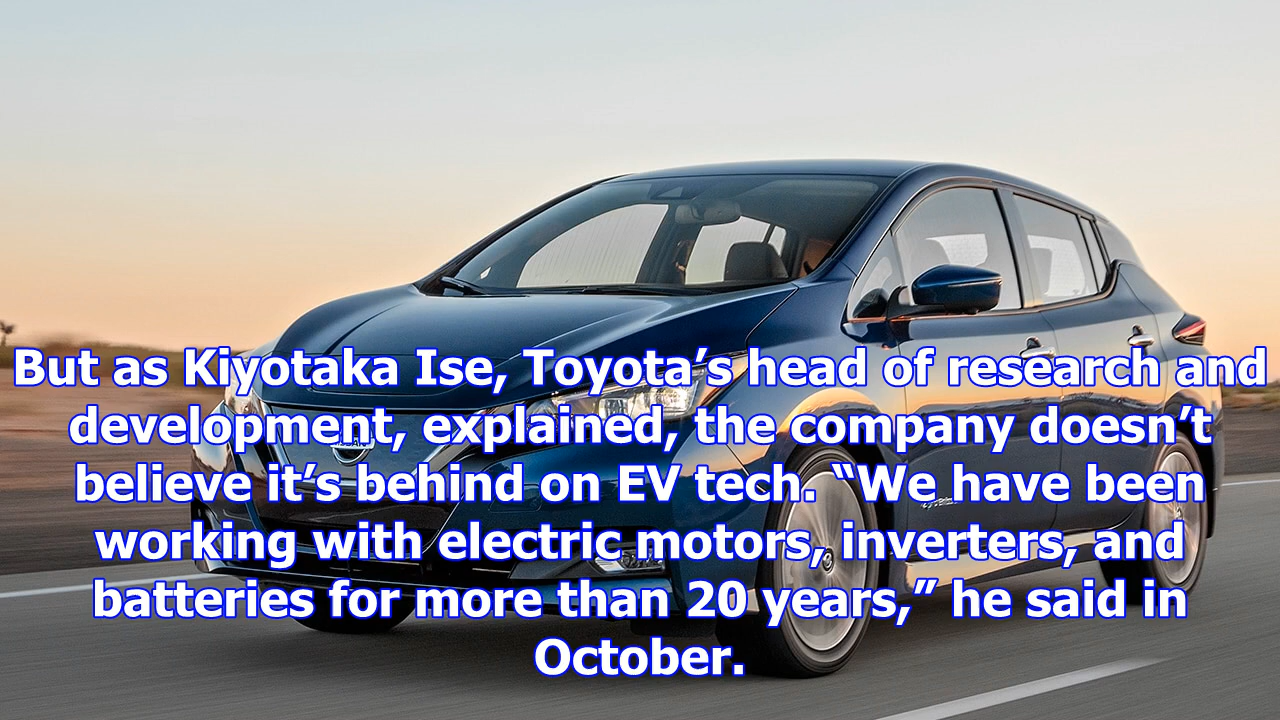 But as Kiyotaka Ise, Toyota’s head of research and
development, explained, the company doesn’t
believe it’s behind on EV tech. “We have been
working with electric motors, inverters, and
batteries for more than 20 years,” he said in
October.
NISSAN